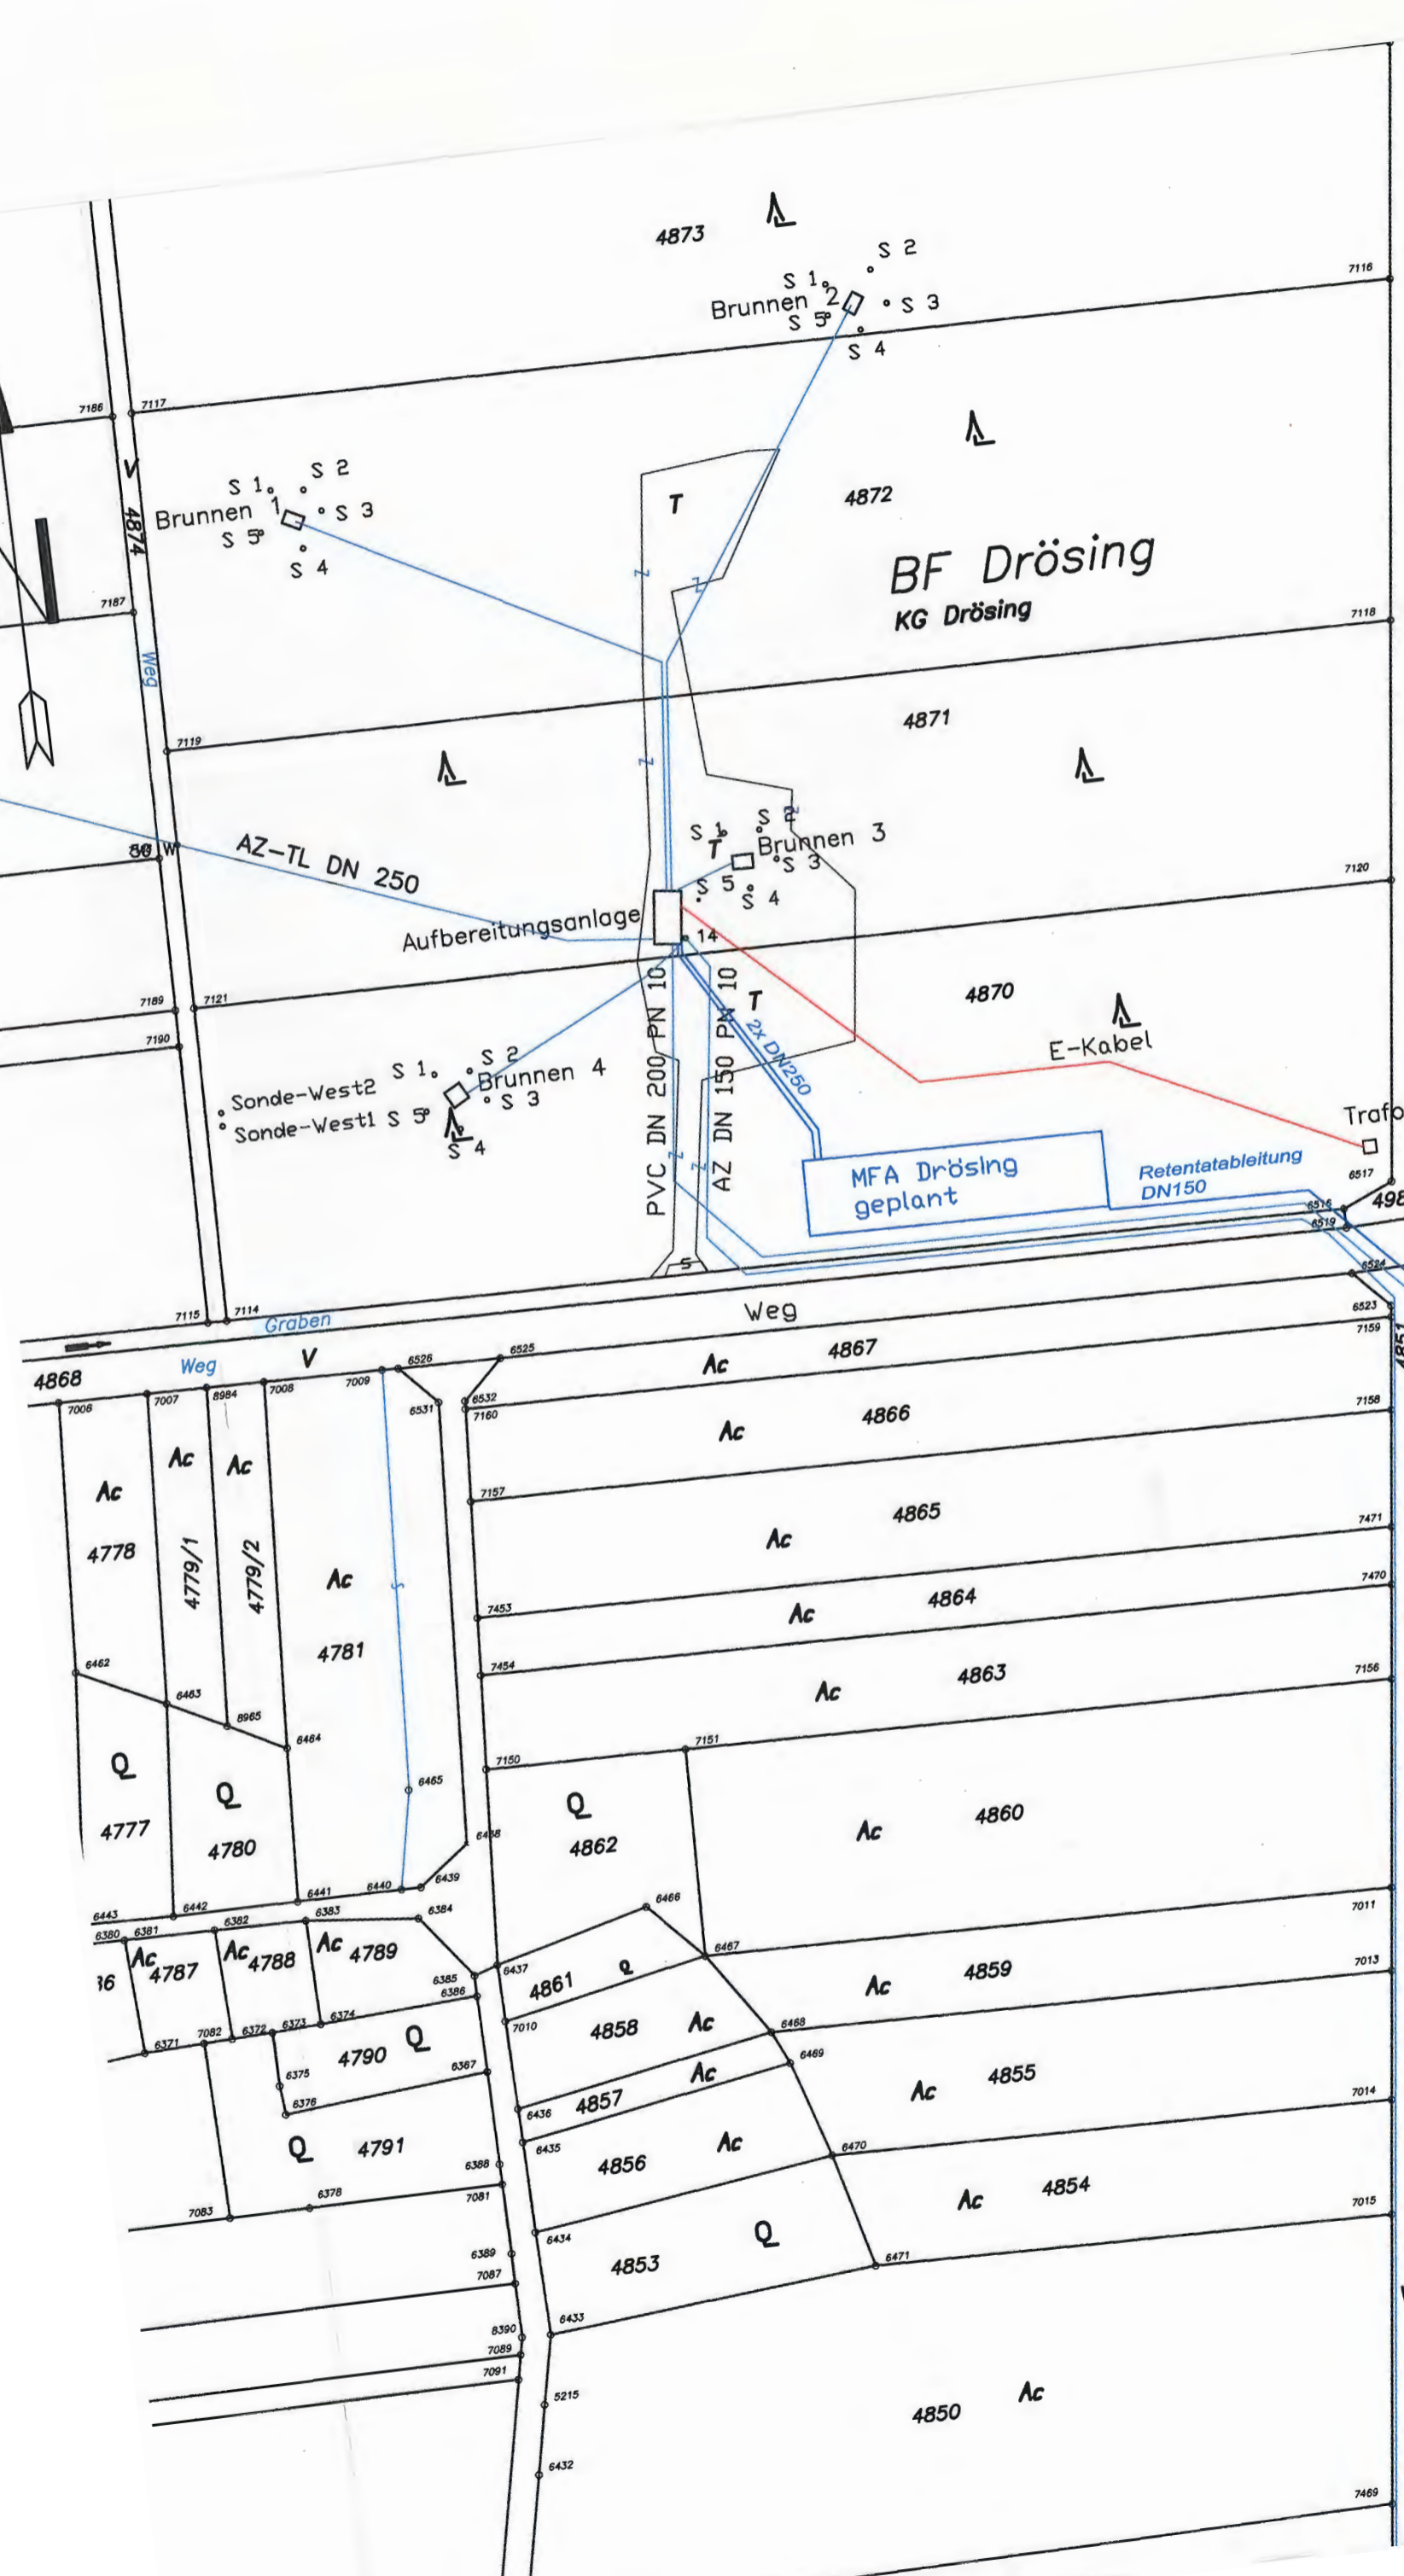 4873
S 2
S 1
Brunnen 2
S 3
S 5
S 4
7116
7186
7117
V
4874
S 1
S 2
Brunnen 1
S 3
S 5
S 4
T
4872
BF Drösing
KG Drösing
7187
7118
Weg
4871
7119
S 1
S 2
T
Brunnen 3
S 3
S 5
S 4
W
AZ-TL DN 250
7120
Aufbereitungsanlage
14
7189
7121
7190
PVC DN 200 PN 10
AZ DN 150 PN 10
T
2x DN250
4870
E-Kabel
S 1
S 2
Sonde-West2
Brunnen 4
S 3
Sonde-West1
S 5
S 4
Trafo
MFA Drösing
geplant
Retentatableitung
DN150
6517
498
6516
6519
S
7115
7114
Graben
Weg
6524
6523
7159
4851
4868
Weg
V
7006
7007
8984
7008
7009
6526
6525
Ac
4867
6531
6532
7160
4866
7158
Ac
Ac
Ac
Ac
4778
4779/1
4779/2
Ac
4781
7157
Ac
4865
7471
7453
Ac
4864
7470
7454
Ac
4863
7156
6462
6463
8965
6464
7150
7151
Q
4777
Q
4780
6465
Q
4862
Ac
4860
6438
6439
6440
6441
6442
6443
6466
7011
6380
6381
6382
6383
6384
Ac
4787
Ac
4788
Ac
4789
6385
6386
6437
4861
Q
6467
Ac
4859
7013
7010
4858
Ac
6468
6371
7082
6372
6373
6374
4790
Q
6387
6375
6376
6436
4857
Ac
6469
Ac
4855
7014
6435
Q
4791
4856
Ac
6388
7081
6470
Ac
4854
7015
7083
6378
6434
6389
7087
4853
Q
6471
6433
8390
7089
7091
5215
4850
Ac
6432
7469